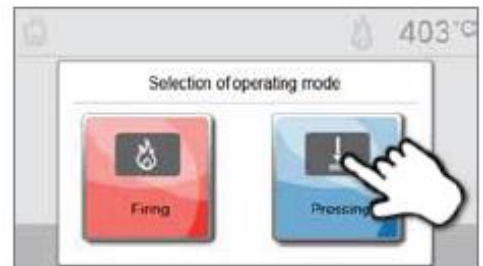 403°C
Selection of operating mode
Firing
Pressing